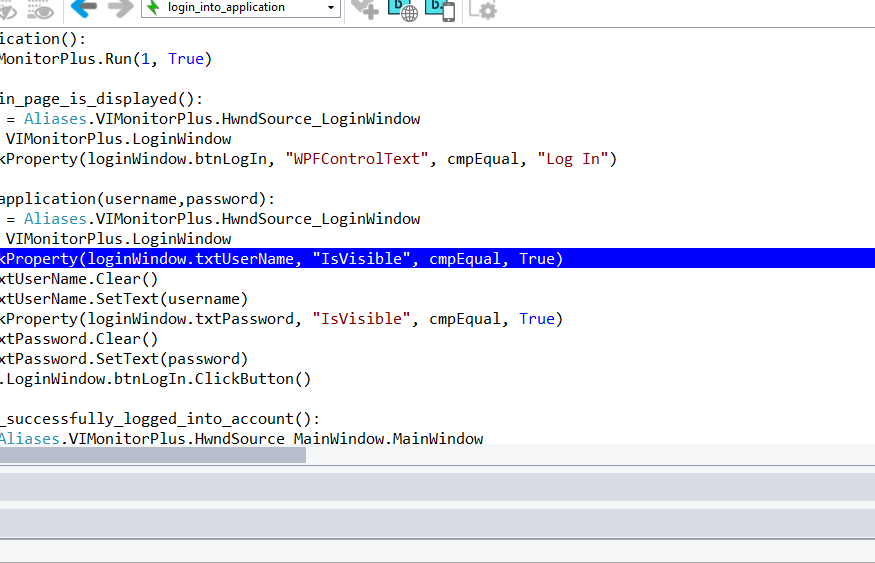 login_into_application
ication():
MonitorPlus.Run(1, True)
in_page_is_displayed():
= Aliases.VIMonitorPlus.HwndSource_LoginWindow
VIMonitorPlus.LoginWindow
kProperty(loginWindow.btnLogIn, "WPFControlText", cmpEqual, "Log In")
application(username,password):
= Aliases.VIMonitorPlus.HwndSource_LoginWindow
VIMonitorPlus.LoginWindow
kProperty(loginWindow.txtUserName, "IsVisible", cmpEqual, True)
xtUserName.Clear()
xtUserName.SetText(username)
kProperty(loginWindow.txtPassword, "IsVisible", cmpEqual, True)
xtPassword.Clear()
xtPassword.SetText(password)
.LoginWindow.btnLogIn.ClickButton()
_successfully_logged_into_account():
Aliases.VIMonitorPlus.HwndSource_MainWindow.MainWindow